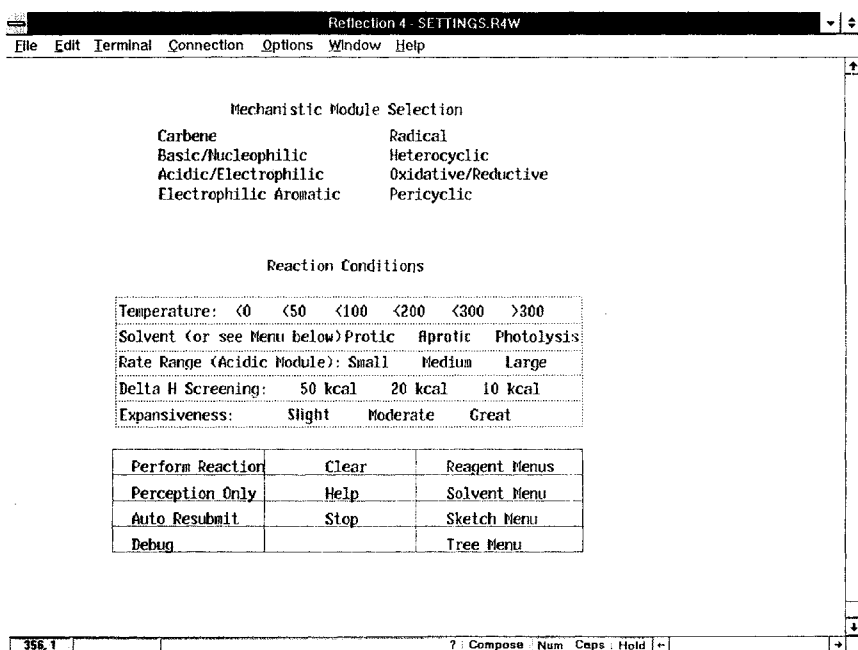 Reflection 4 - SETTINGS.R4W
File Edit Terminal Connection Options Window Help
Mechanistic Module Selection
Carbene Radical
Basic/Nucleophilic Heterocyclic
Acidic/Electrophilic Oxidative/Reductive
Electrophilic Aromatic Pericyclic
Reaction Conditions
Temperature: <0 <50 <100 <200 <300 >300
Solvent (or see Menu below) Protic Aprotic Photolysis
Rate Range (Acidic Module): Small Medium Large
Delta H Screening: 50 kcal 20 kcal 10 kcal
Expansiveness: Slight Moderate Great
Perform Reaction Clear Reagent Menus
Perception Only Help Solvent Menu
Auto Resubmit Stop Sketch Menu
Debug Tree Menu
356, 1 ? Compose Num Caps Hold